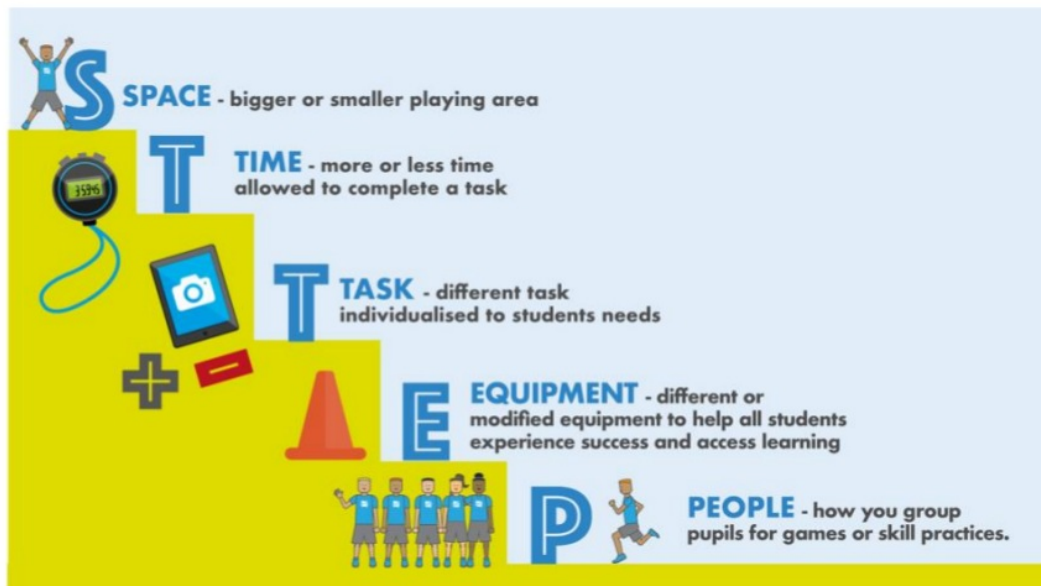 S SPACE - bigger or smaller playing area
T TIME - more or less time
allowed to complete a task
35945
T TASK - different task
individualised to students needs
E EQUIPMENT - different or
modified equipment to help all students
experience success and access learning
P PEOPLE - how you group
pupils for games or skill practices.